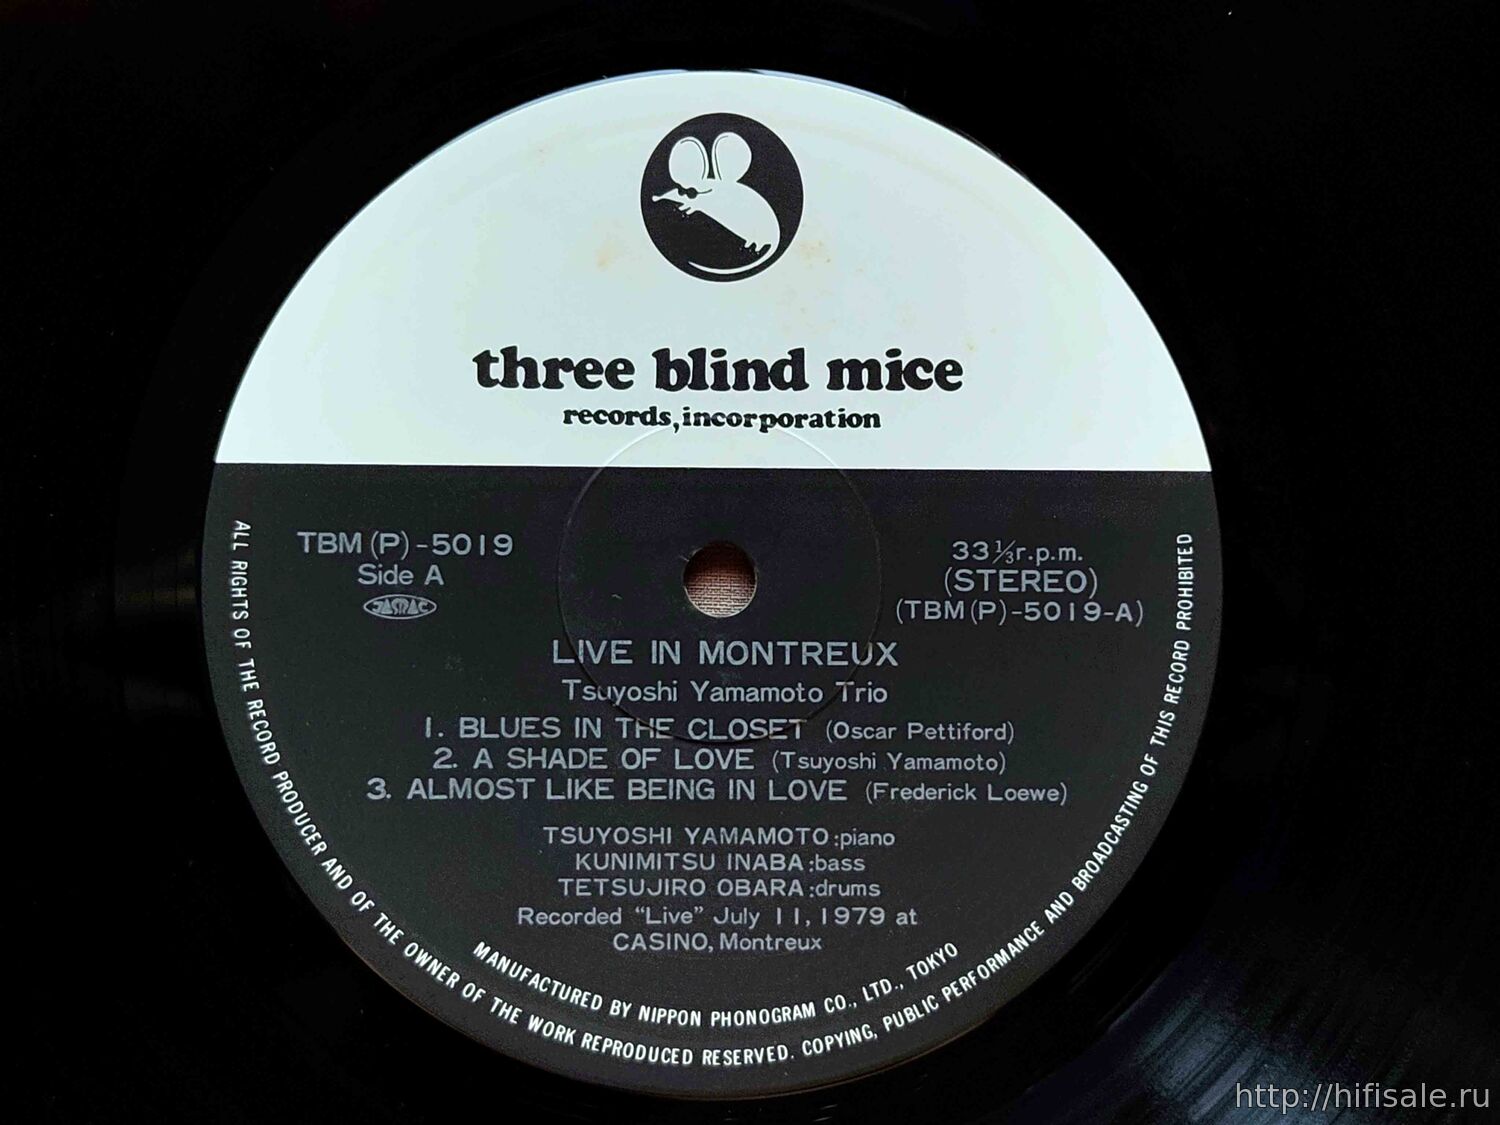 three blind mice
records, incorporation
TBM (P)-5019
Side A
JASRAC
33 1/3 r.p.m.
(STEREO)
(TBM (P)-5019-A)
LIVE IN MONTREUX
Tsuyoshi Yamamoto Trio
1. BLUES IN THE CLOSET (Oscar Pettiford)
2. A SHADE OF LOVE (Tsuyoshi Yamamoto)
3. ALMOST LIKE BEING IN LOVE (Frederick Loewe)
TSUYOSHI YAMAMOTO:piano
KUNIMITSU INABA:bass
TETSUJIRO OBARA:drums
Recorded "Live" July 11, 1979 at
CASINO, Montreux
MANUFACTURED BY NIPPON PHONOGRAM CO., LTD., TOKYO
ALL RIGHTS OF THE RECORD PRODUCER AND OF THE OWNER OF THE WORK REPRODUCED RESERVED. COPYING, PUBLIC PERFORMANCE AND BROADCASTING OF THIS RECORD PROHIBITED
http://hifisale.ru